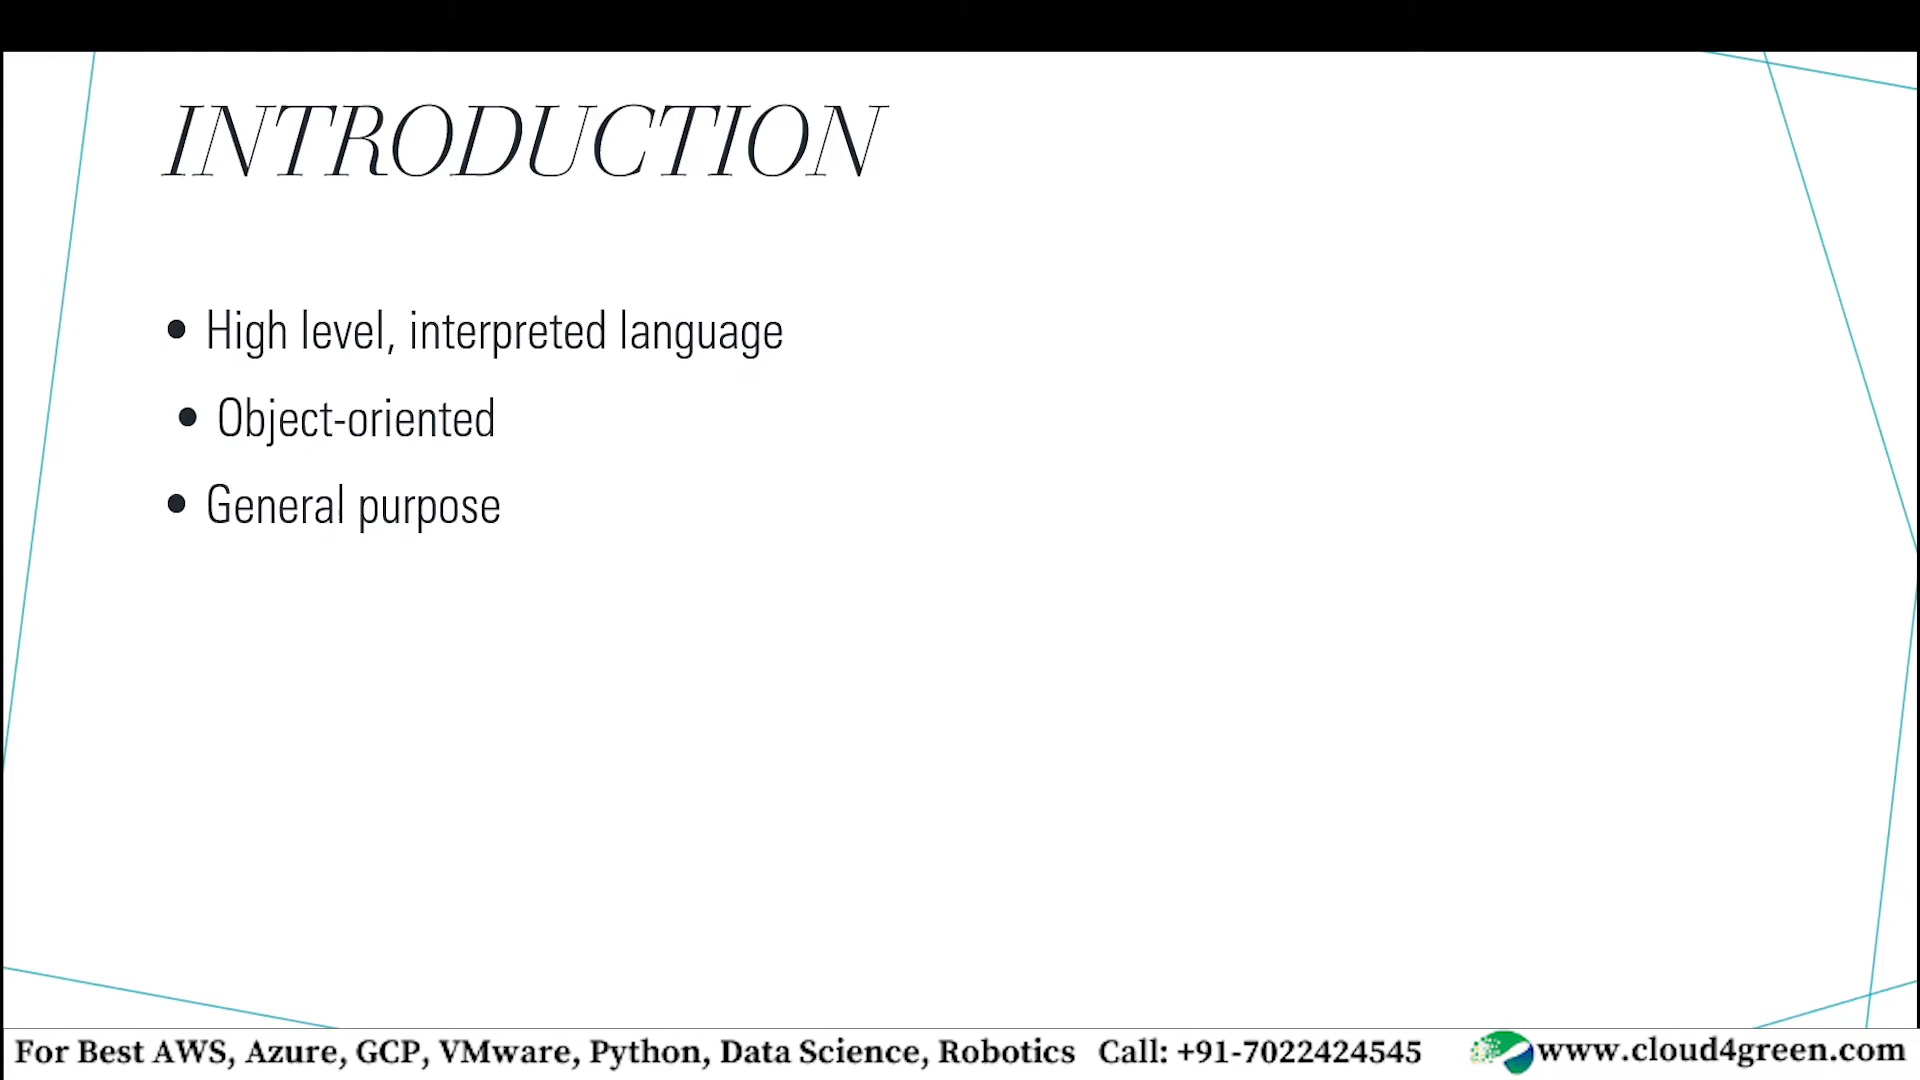 INTRODUCTION
• High level, interpreted language
• Object-oriented
• General purpose
For Best AWS, Azure, GCP, VMware, Python, Data Science, Robotics Call: +91-7022424545 www.cloud4green.com